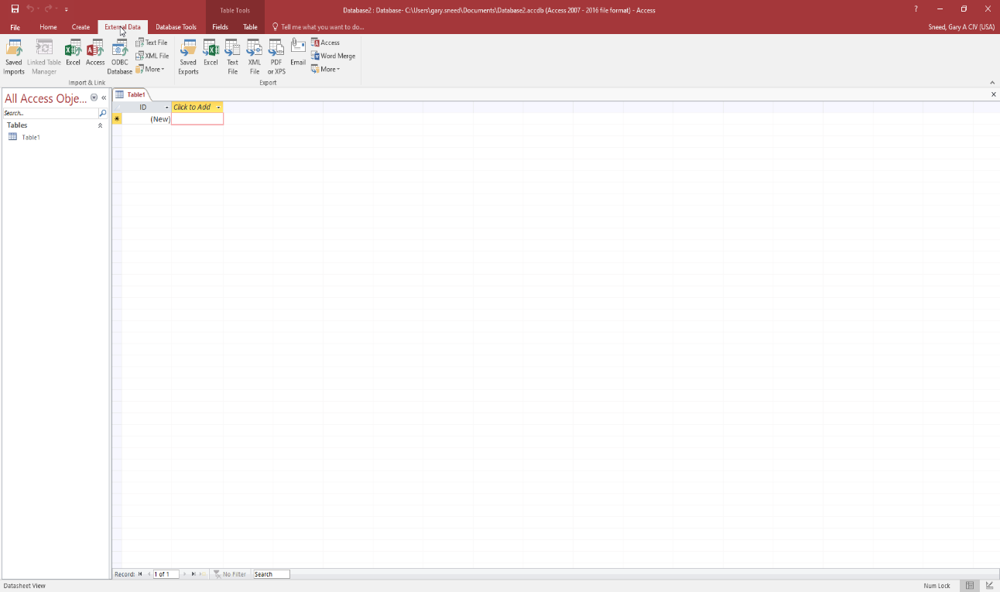 Table Tools
Database2 : Database- C:\Users\gary.sneed\Documents\Database2.accdb (Access 2007 - 2016 file format) - Access
?
File Home Create External Data Database Tools Fields Table Tell me what you want to do...
Sneed, Gary A CIV (USA)
Saved Imports
Linked Table Manager
Excel
Access
ODBC Database
Text File
XML File
More
Import & Link
Saved Exports
Excel
Text File
XML File
PDF or XPS
Email
Access
Word Merge
More
Export
All Access Obje...
Search...
Tables
Table1
Table1
ID Click to Add
(New)
Record: 1 of 1 No Filter Search
Datasheet View
Num Lock